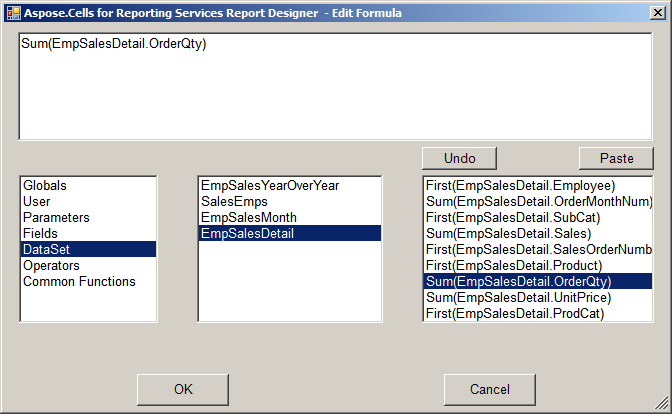 Aspose.Cells for Reporting Services Report Designer - Edit Formula
Sum(EmpSalesDetail.OrderQty)
Undo
Paste
Globals
User
Parameters
Fields
DataSet
Operators
Common Functions
EmpSalesYearOverYear
SalesEmps
EmpSalesMonth
EmpSalesDetail
First(EmpSalesDetail.Employee)
Sum(EmpSalesDetail.OrderMonthNum)
First(EmpSalesDetail.SubCat)
Sum(EmpSalesDetail.Sales)
First(EmpSalesDetail.SalesOrderNumb
First(EmpSalesDetail.Product)
Sum(EmpSalesDetail.OrderQty)
Sum(EmpSalesDetail.UnitPrice)
First(EmpSalesDetail.ProdCat)
OK
Cancel